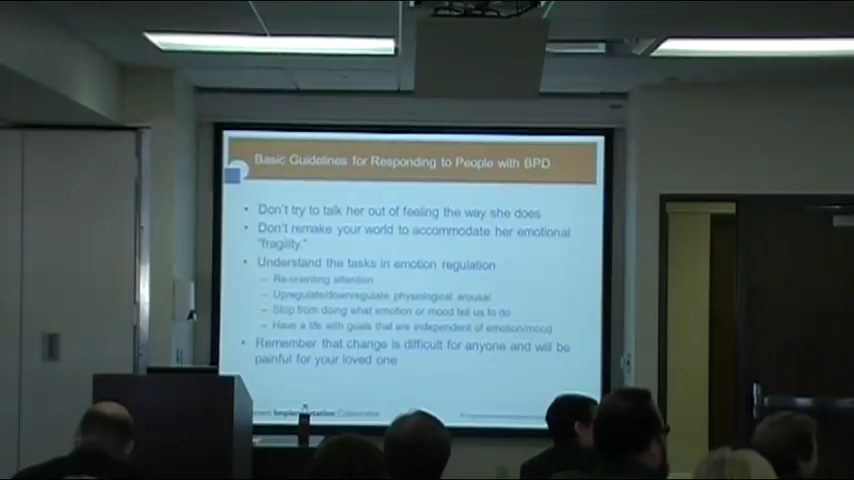 Basic Guidelines for Responding to People with BPD
• Don't try to talk her out of feeling the way she does
• Don't remake your world to accommodate her emotional
"fragility."
• Understand the tasks in emotion regulation
– Re-orienting attention
– Upregulate/downregulate physiological arousal
– Stop from doing what emotion or mood tell us to do
– Have a life with goals that are independent of emotion/mood
• Remember that change is difficult for anyone and will be
painful for your loved one
Implementation Collaborative